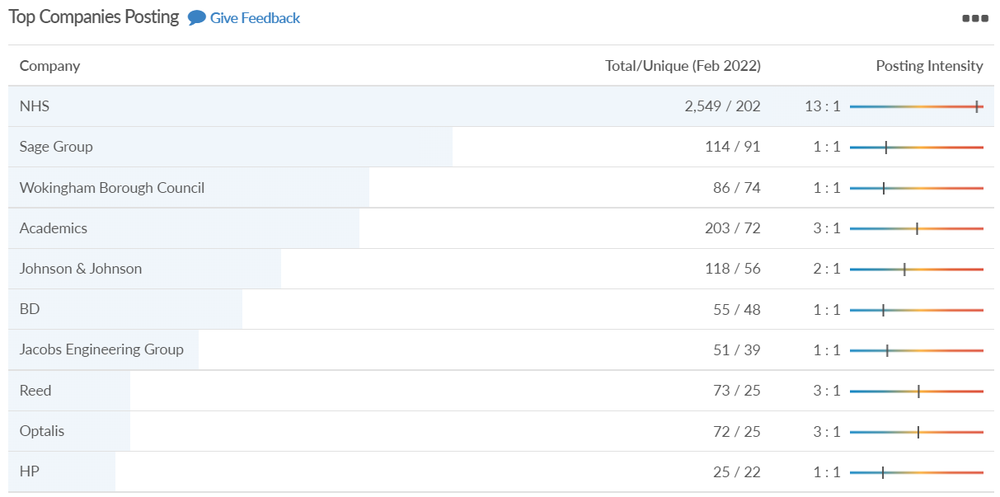 Top Companies Posting Give Feedback
Company Total/Unique (Feb 2022) Posting Intensity
NHS 2,549 / 202 13 : 1
Sage Group 114 / 91 1 : 1
Wokingham Borough Council 86 / 74 1 : 1
Academics 203 / 72 3 : 1
Johnson & Johnson 118 / 56 2 : 1
BD 55 / 48 1 : 1
Jacobs Engineering Group 51 / 39 1 : 1
Reed 73 / 25 3 : 1
Optalis 72 / 25 3 : 1
HP 25 / 22 1 : 1